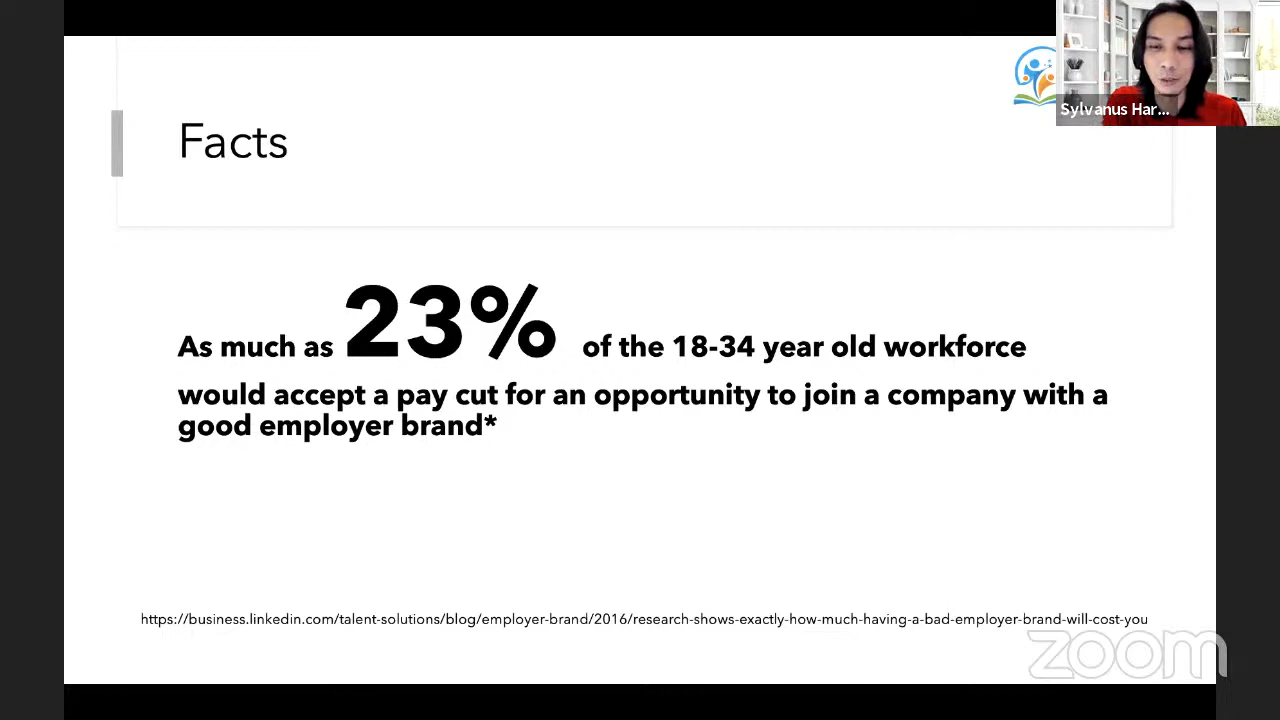 Sylvanus Har...
Facts
As much as 23% of the 18-34 year old workforce
would accept a pay cut for an opportunity to join a company with a
good employer brand*
https://business.linkedin.com/talent-solutions/blog/employer-brand/2016/research-shows-exactly-how-much-having-a-bad-employer-brand-will-cost-you
zoom